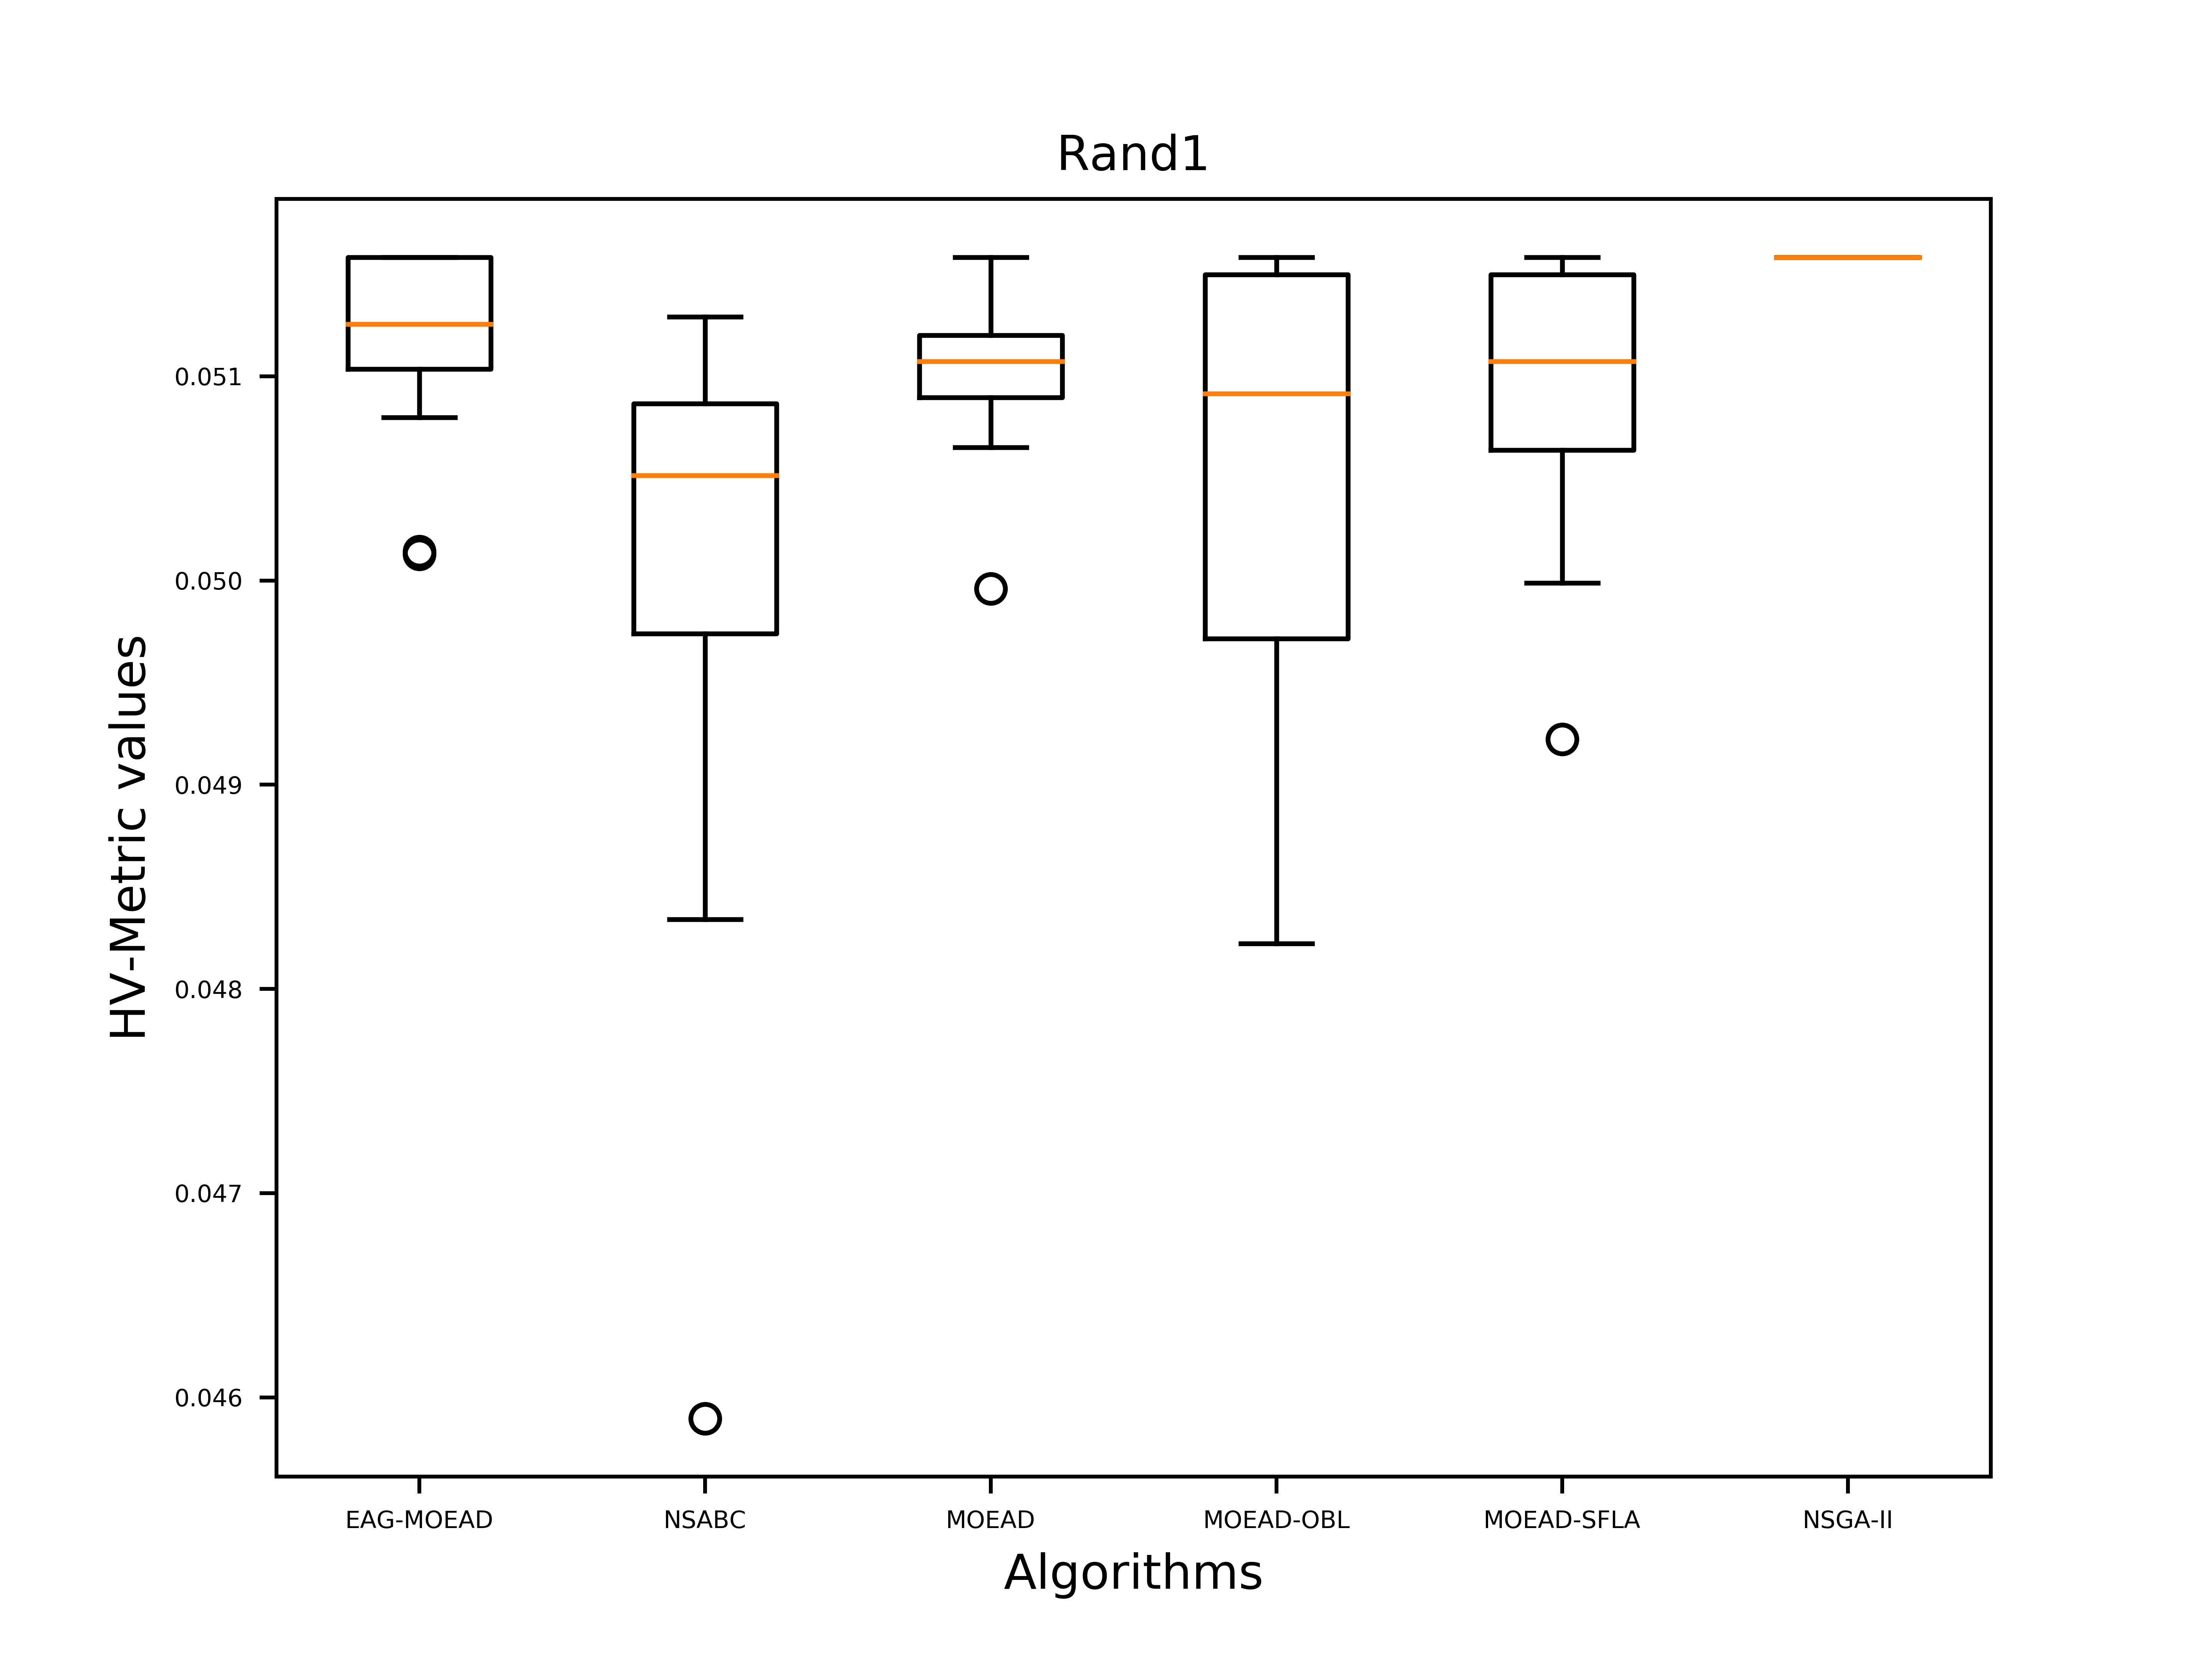 Rand1
HV-Metric values
0.051
0.050
0.049
0.048
0.047
0.046
EAG-MOEAD NSABC MOEAD MOEAD-OBL MOEAD-SFLA NSGA-II
Algorithms